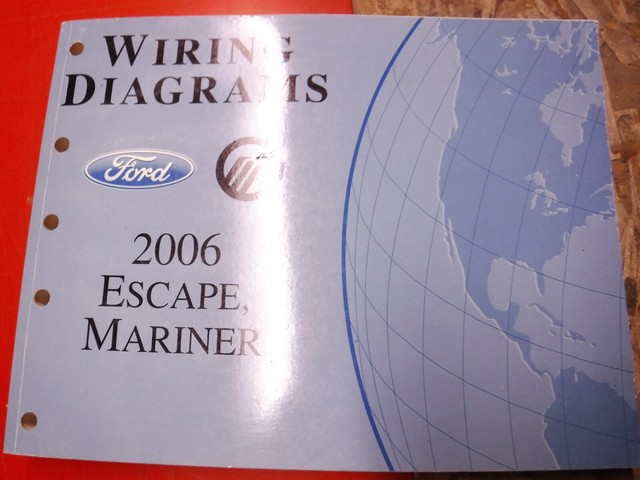 WIRING
DIAGRAMS
Ford
2006
ESCAPE,
MARINER